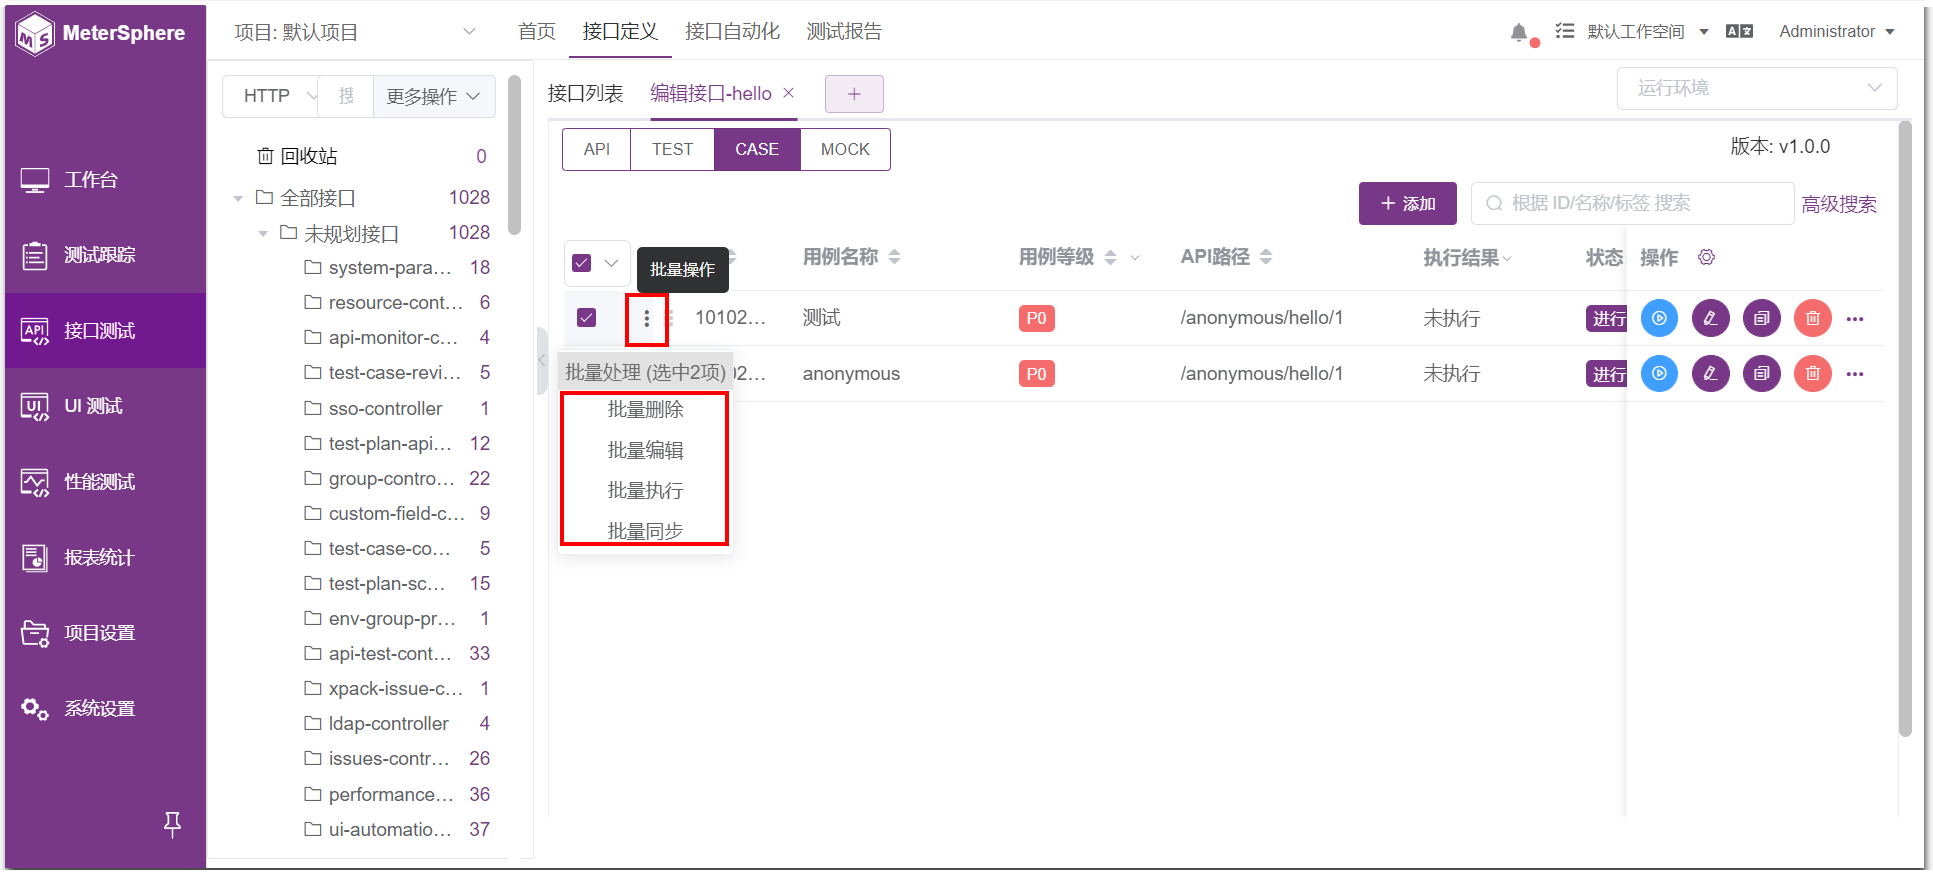 MeterSphere
项目: 默认项目
首页
接口定义
接口自动化
测试报告
默认工作空间
Administrator
工作台
测试跟踪
接口测试
UI 测试
性能测试
报表统计
项目设置
系统设置
HTTP
更多操作
回收站 0
全部接口 1028
未规划接口 1028
system-para... 18
resource-cont... 6
api-monitor-c... 4
test-case-revi... 5
sso-controller 1
test-plan-api... 12
group-contro... 22
custom-field-c... 9
test-case-co... 5
test-plan-sc... 15
env-group-pr... 1
api-test-cont... 33
xpack-issue-c... 1
ldap-controller 4
issues-contr... 26
performance... 36
ui-automatio... 37
接口列表
编辑接口-hello
+
运行环境
API
TEST
CASE
MOCK
版本: v1.0.0
添加
根据 ID/名称/标签 搜索
高级搜索
批量操作
用例名称
用例等级
API路径
执行结果
状态
操作
10102... 测试 P0 /anonymous/hello/1 未执行 进行
02... anonymous P0 /anonymous/hello/1 未执行 进行
批量处理 (选中2项)
批量删除
批量编辑
批量执行
批量同步